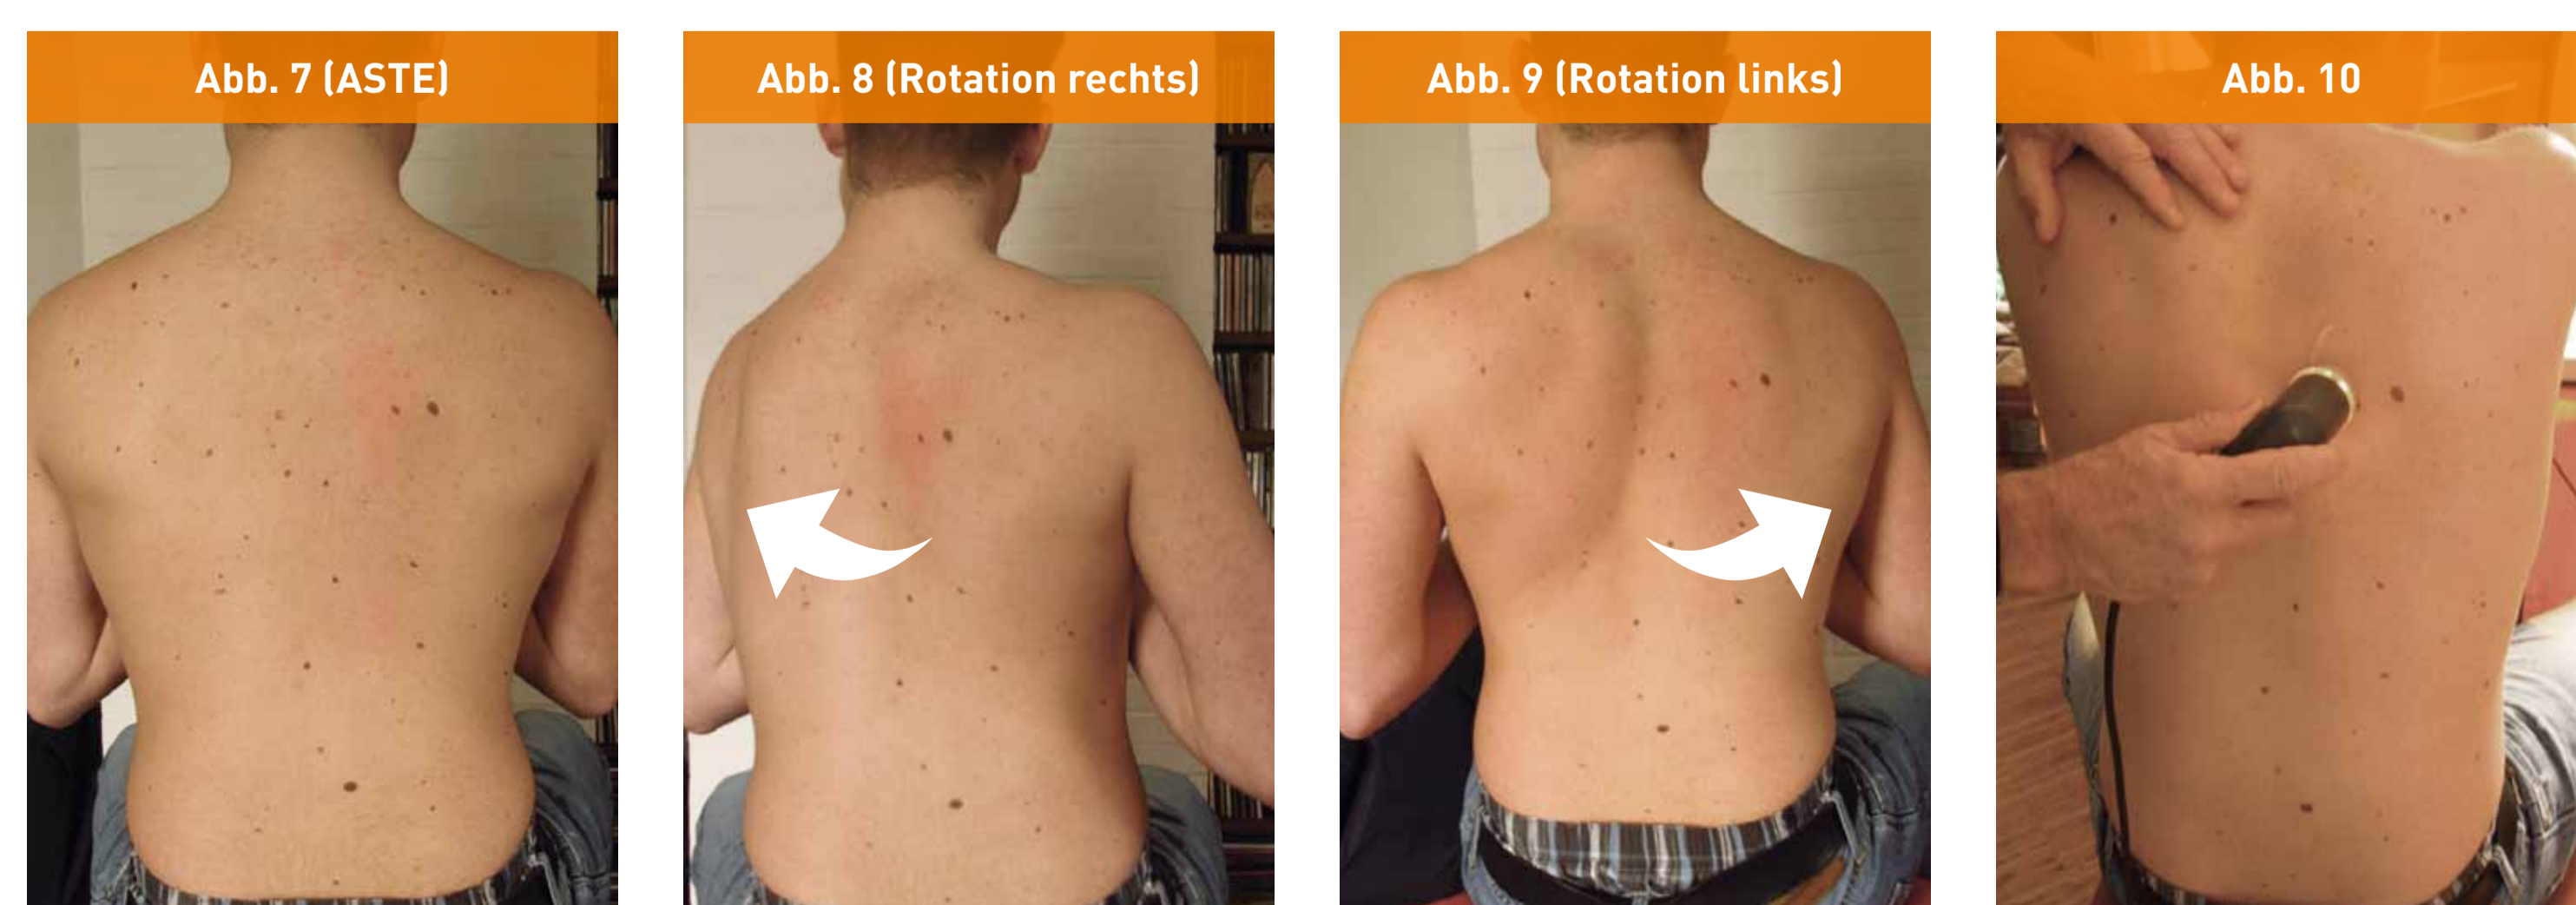 Abb. 7 (ASTE)
Abb. 8 (Rotation rechts)
Abb. 9 (Rotation links)
Abb. 10